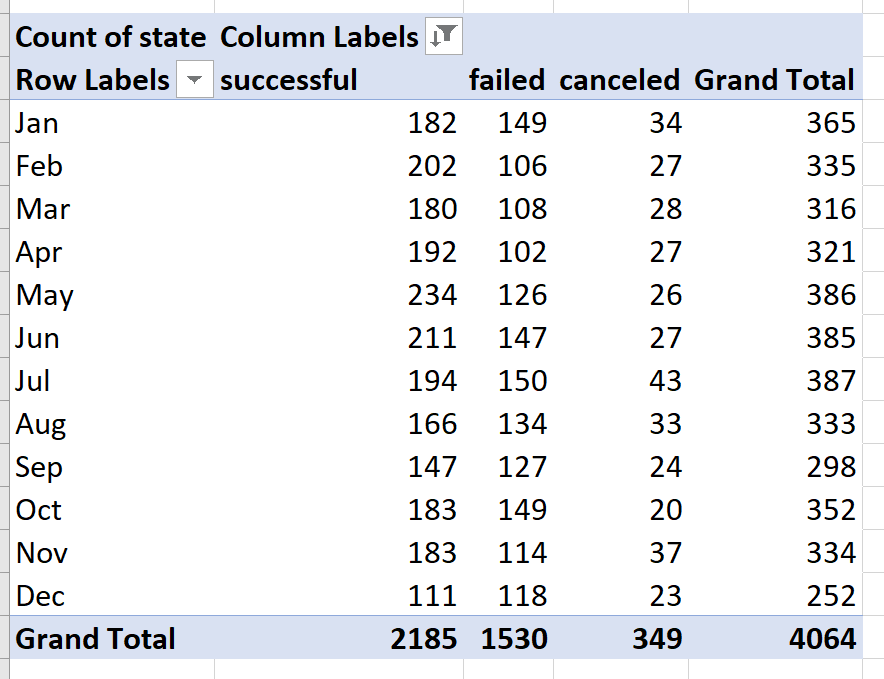 Count of state Column Labels
Row Labels successful failed canceled Grand Total
Jan 182 149 34 365
Feb 202 106 27 335
Mar 180 108 28 316
Apr 192 102 27 321
May 234 126 26 386
Jun 211 147 27 385
Jul 194 150 43 387
Aug 166 134 33 333
Sep 147 127 24 298
Oct 183 149 20 352
Nov 183 114 37 334
Dec 111 118 23 252
Grand Total 2185 1530 349 4064